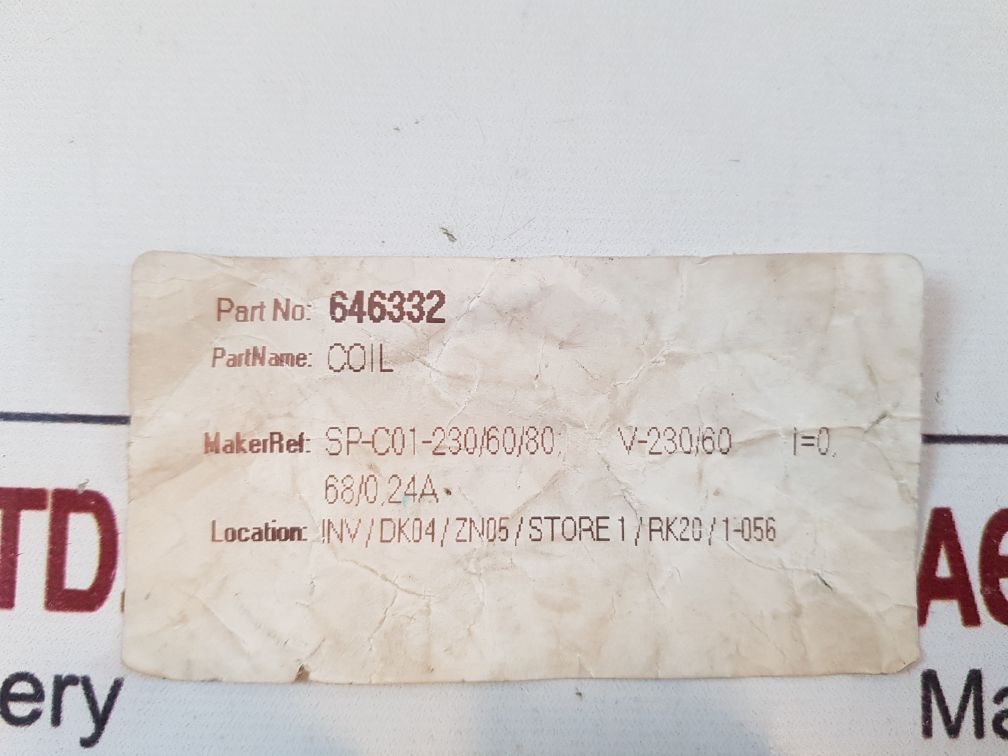 Part No: 646332
PartName: COIL
MakerRef: SP-C01-230/60/80; V-230/60 I=0,
68/0,24A.
Location: INV / DK04 / ZN05 / STORE 1 / RK20 / 1-056
TD.
Ae
ery
Ma